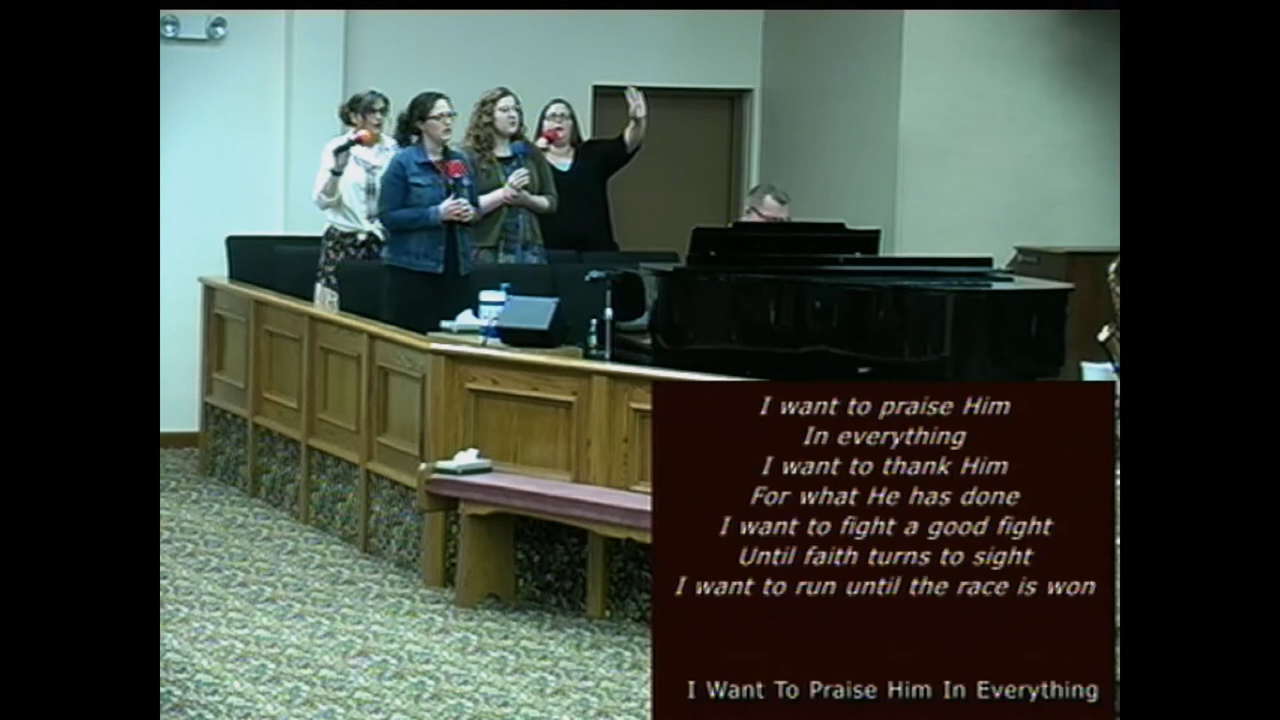 I want to praise Him
In everything
I want to thank Him
For what He has done
I want to fight a good fight
Until faith turns to sight
I want to run until the race is won
I Want To Praise Him In Everything